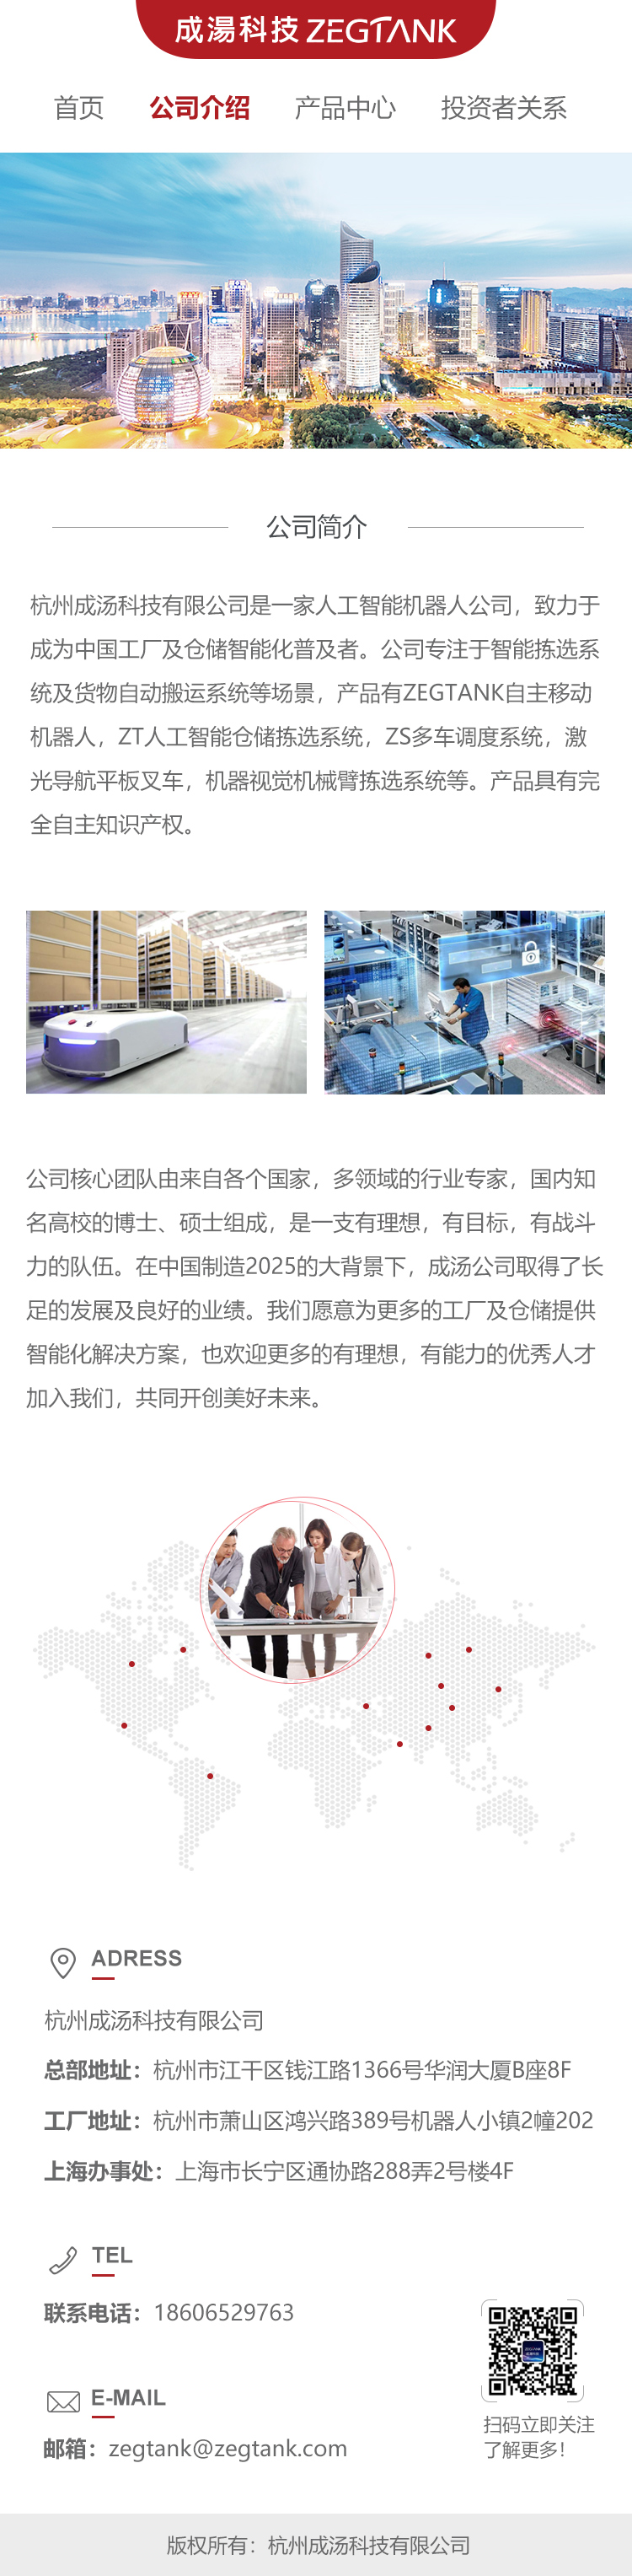 成湯科技 ZEGTANK
首页 公司介绍 产品中心 投资者关系
公司简介
杭州成汤科技有限公司是一家人工智能机器人公司，致力于
成为中国工厂及仓储智能化普及者。公司专注于智能拣选系
统及货物自动搬运系统等场景，产品有ZEGTANK自主移动
机器人，ZT人工智能仓储拣选系统，ZS多车调度系统，激
光导航平板叉车，机器视觉机械臂拣选系统等。产品具有完
全自主知识产权。
公司核心团队由来自各个国家，多领域的行业专家，国内知
名高校的博士、硕士组成，是一支有理想，有目标，有战斗
力的队伍。在中国制造2025的大背景下，成汤公司取得了长
足的发展及良好的业绩。我们愿意为更多的工厂及仓储提供
智能化解决方案，也欢迎更多的有理想，有能力的优秀人才
加入我们，共同开创美好未来。
ADRESS
杭州成汤科技有限公司
总部地址：杭州市江干区钱江路1366号华润大厦B座8F
工厂地址：杭州市萧山区鸿兴路389号机器人小镇2幢202
上海办事处：上海市长宁区通协路288弄2号楼4F
TEL
联系电话：18606529763
E-MAIL
邮箱：zegtank@zegtank.com
扫码立即关注
了解更多！
版权所有：杭州成汤科技有限公司